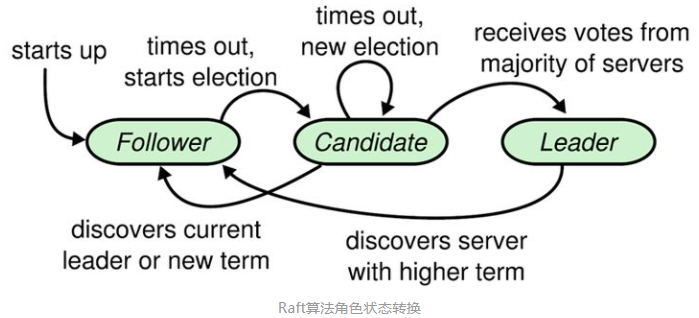 starts up
times out,
starts election
times out,
new election
receives votes from
majority of servers
Follower
Candidate
Leader
discovers current
leader or new term
discovers server
with higher term
Raft算法角色状态转换